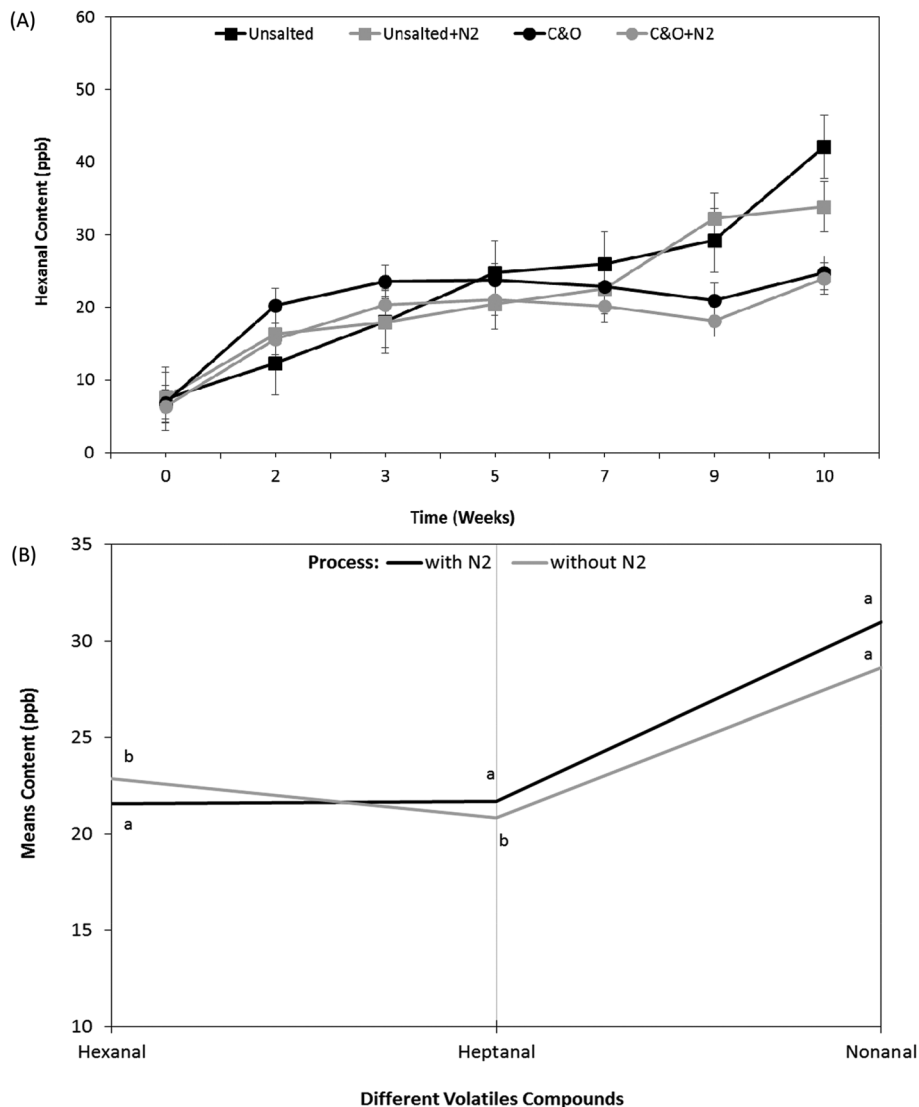 (A)
Unsalted Unsalted+N2 C&O C&O+N2
60
50
40
30
20
10
0
Hexanal Content (ppb)
0 2 3 5 7 9 10
Time (Weeks)
(B)
Process: with N2 without N2
35
30
25
20
15
10
Means Content (ppb)
a
a
b
a
a
b
Hexanal Heptanal Nonanal
Different Volatiles Compounds